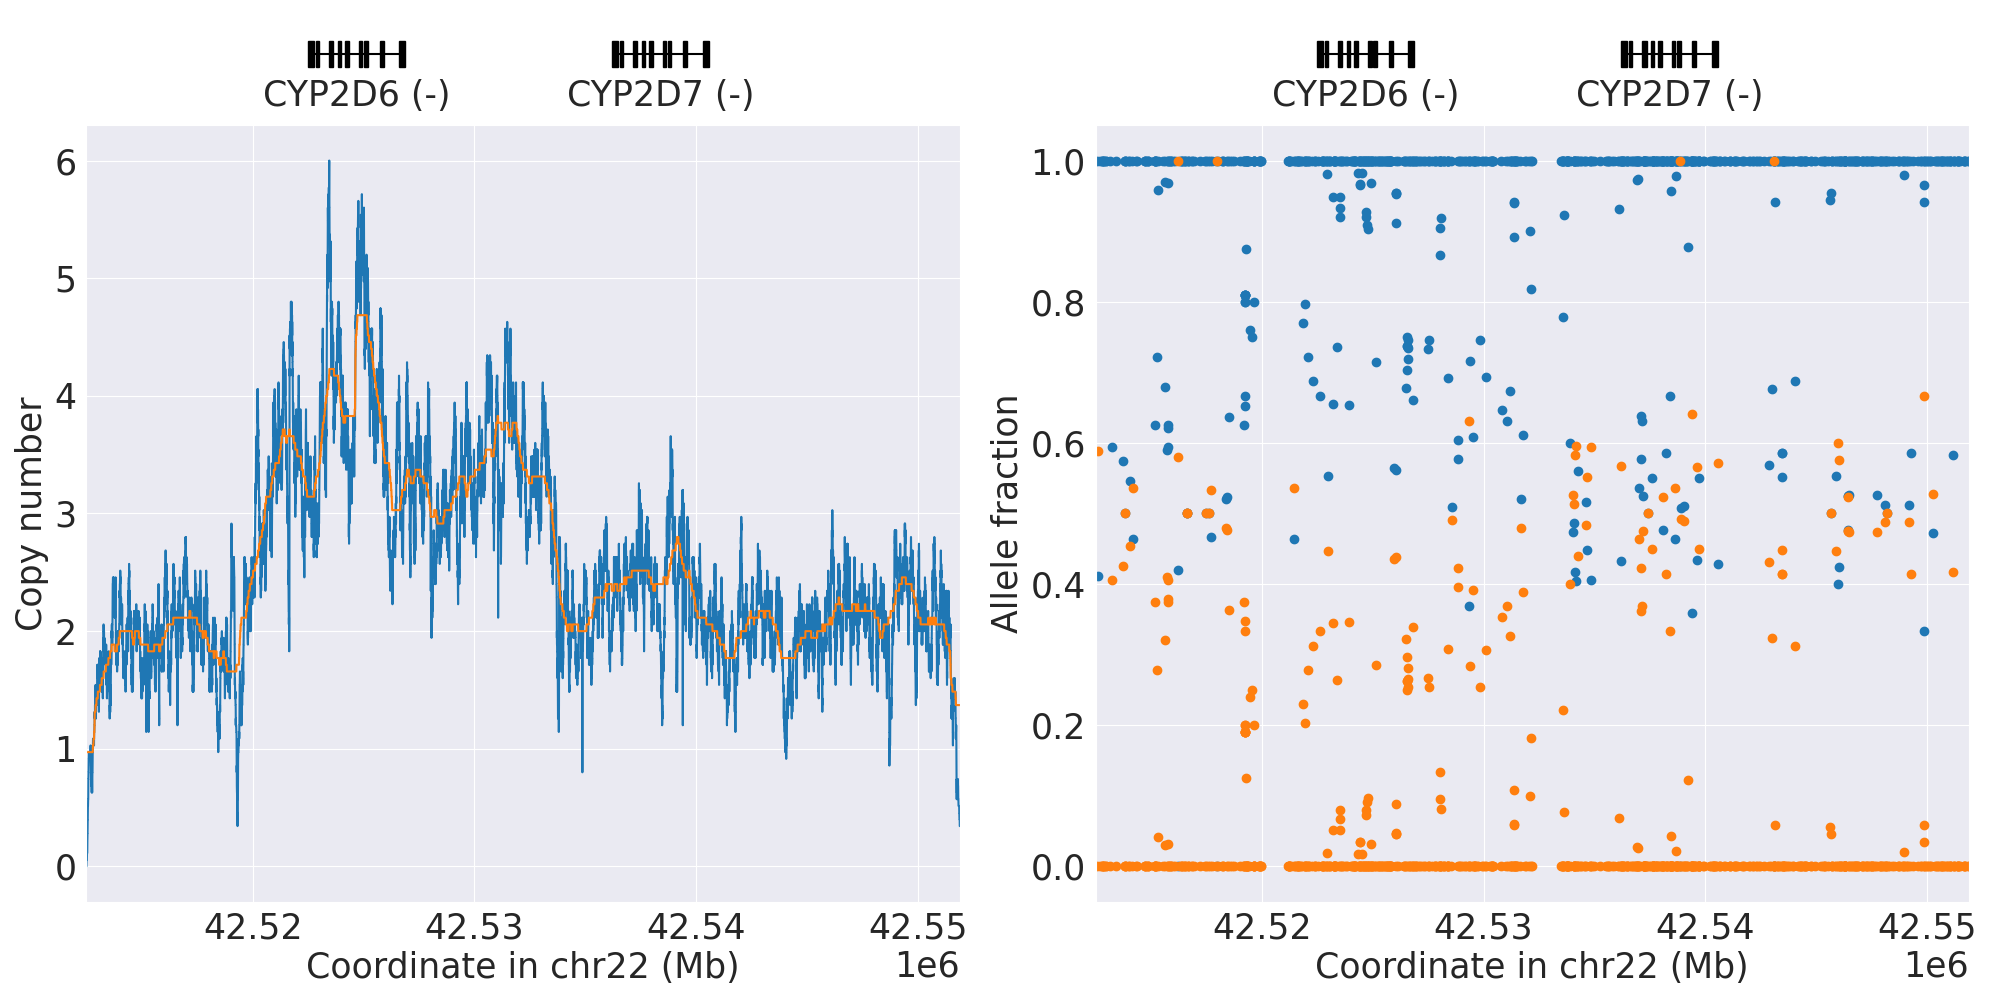 CYP2D6 (-) CYP2D7 (-)
6
5
4
3
2
1
0
Copy number
42.52 42.53 42.54 42.55
Coordinate in chr22 (Mb) 1e6
CYP2D6 (-) CYP2D7 (-)
1.0
0.8
0.6
0.4
0.2
0.0
Allele fraction
42.52 42.53 42.54 42.55
Coordinate in chr22 (Mb) 1e6